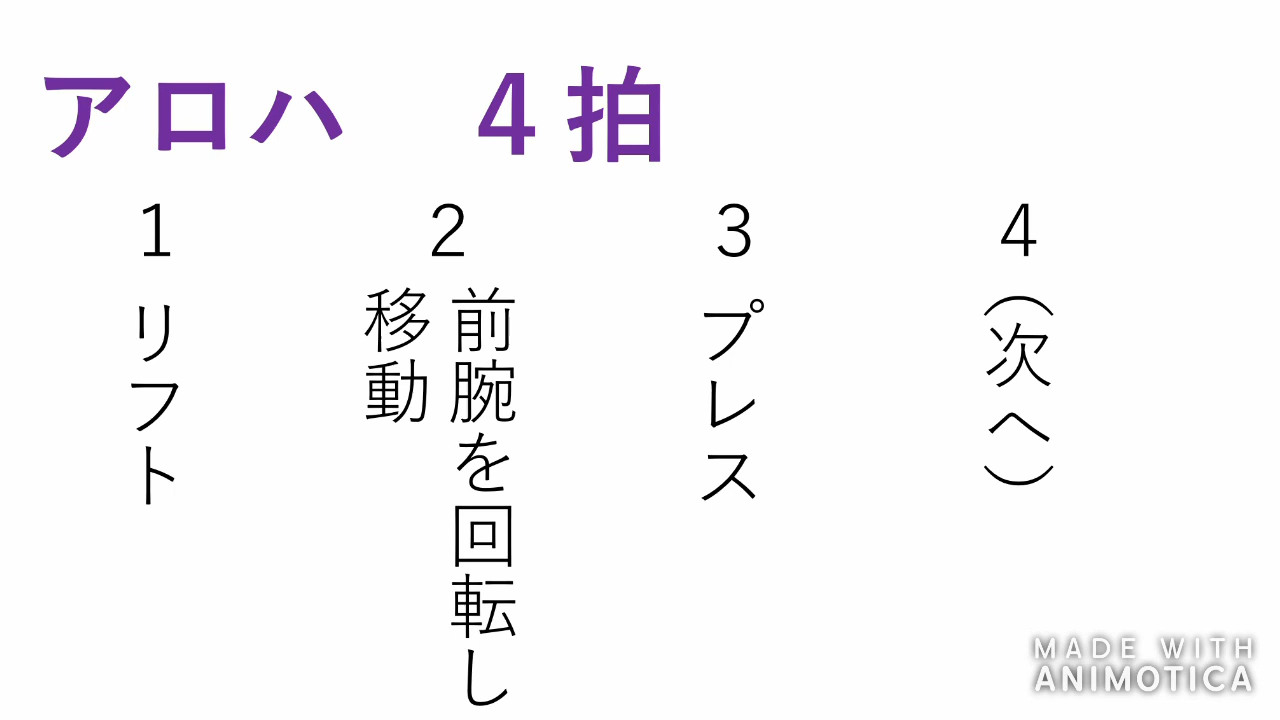 アロハ　４拍
1
リフト
2
前腕を回転し
移動
3
プレス
4
（次へ）
MADE WITH
ANIMOTICA